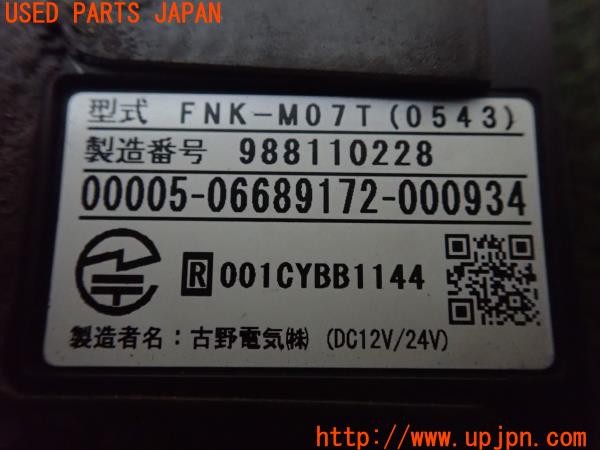 USED PARTS JAPAN
型式 FNK-M07T(0543)
製造番号 988110228
00005-06689172-000934
R 001CYBB1144
製造者名：古野電気㈱ (DC12V/24V)
http://www.upjpn.com/